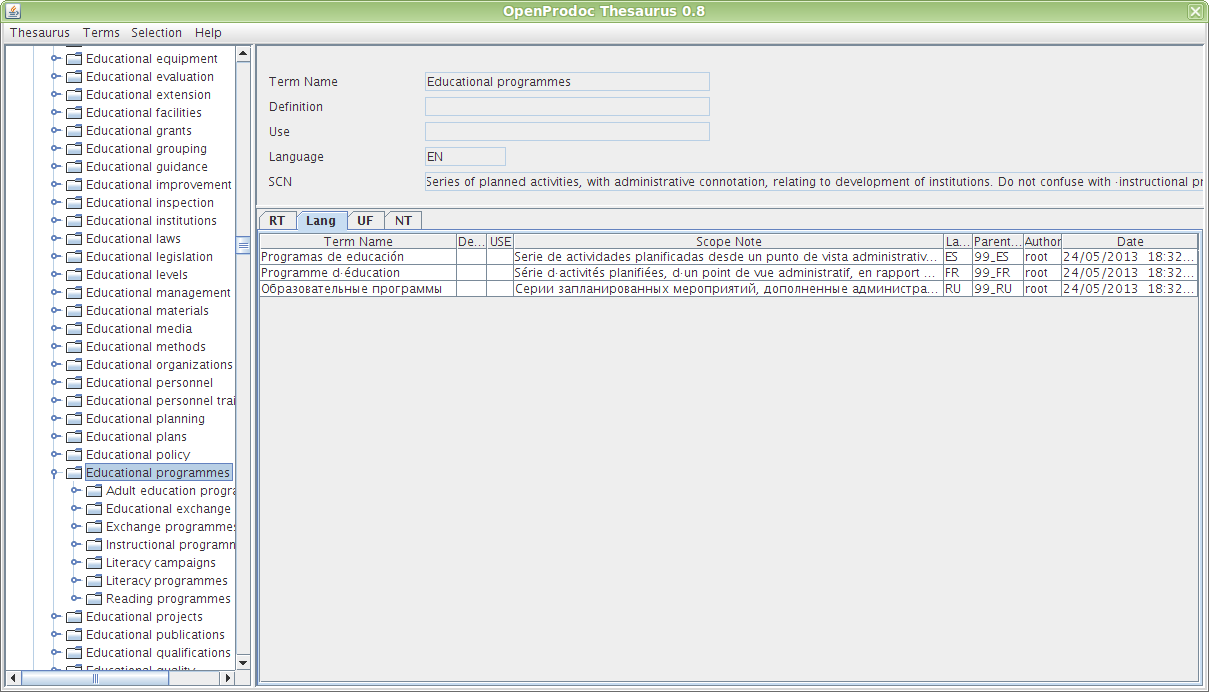 OpenProdoc Thesaurus 0.8
Thesaurus Terms Selection Help
Educational equipment
Educational evaluation
Educational extension
Educational facilities
Educational grants
Educational grouping
Educational guidance
Educational improvement
Educational inspection
Educational institutions
Educational laws
Educational legislation
Educational levels
Educational management
Educational materials
Educational media
Educational methods
Educational organizations
Educational personnel
Educational personnel trai
Educational planning
Educational plans
Educational policy
Educational programmes
Adult education progra
Educational exchange
Exchange programmes
Instructional programm
Literacy campaigns
Literacy programmes
Reading programmes
Educational projects
Educational publications
Educational qualifications
Educational quality
Term Name Educational programmes
Definition
Use
Language EN
SCN Series of planned activities, with administrative connotation, relating to development of institutions. Do not confuse with ·instructional pr
RT Lang UF NT
Term Name De... USE Scope Note La... Parent... Author Date
Programas de educación Serie de actividades planificadas desde un punto de vista administrativ... ES 99_ES root 24/05/2013 18:32...
Programme d·éducation Série d·activités planifiées, d·un point de vue administratif, en rapport ... FR 99_FR root 24/05/2013 18:32...
Образовательные программы Серии запланированных мероприятий, дополненные администра... RU 99_RU root 24/05/2013 18:32...